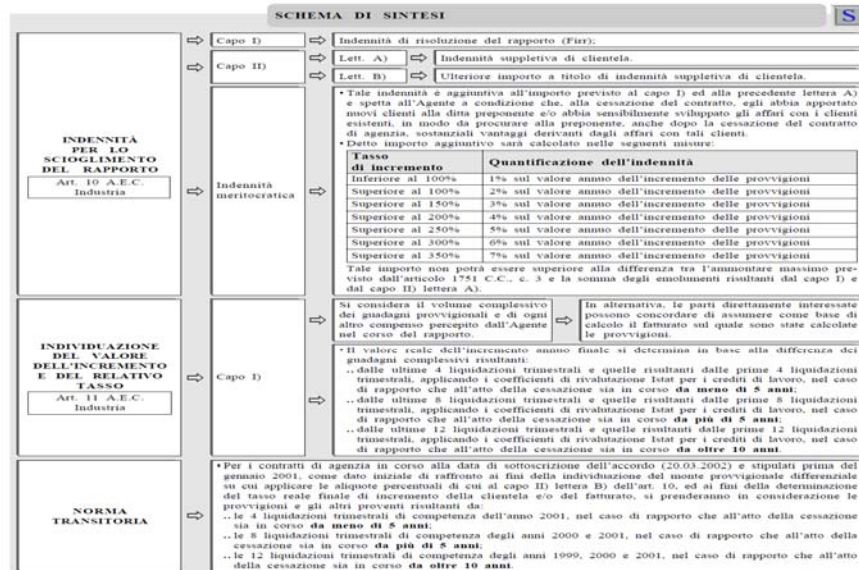 SCHEMA DI SINTESI
S
INDENNITÀ
PER LO
SCIOGLIMENTO
DEL RAPPORTO
Art. 10 A.E.C.
Industria
Capo I)
Indennità di risoluzione del rapporto (Firr);
Capo II)
Lett. A)
Indennità suppletiva di clientela.
Lett. B)
Ulteriore importo a titolo di indennità suppletiva di clientela.
Indennità
meritocratica
• Tale indennità è aggiuntiva all'importo previsto al capo I) ed alla precedente lettera A)
e spetta all'Agente a condizione che, alla cessazione del contratto, egli abbia apportato
nuovi clienti alla ditta preponente e/o abbia sensibilmente sviluppato gli affari con i clienti
esistenti, in modo da procurare alla preponente, anche dopo la cessazione del contratto
di agenzia, sostanziali vantaggi derivanti dagli affari con tali clienti.
• Detto importo aggiuntivo sarà calcolato nelle seguenti misure:
Tasso
di incremento
Quantificazione dell'indennità
Inferiore al 100% 1% sul valore annuo dell'incremento delle provvigioni
Superiore al 100% 2% sul valore annuo dell'incremento delle provvigioni
Superiore al 150% 3% sul valore annuo dell'incremento delle provvigioni
Superiore al 200% 4% sul valore annuo dell'incremento delle provvigioni
Superiore al 250% 5% sul valore annuo dell'incremento delle provvigioni
Superiore al 300% 6% sul valore annuo dell'incremento delle provvigioni
Superiore al 350% 7% sul valore annuo dell'incremento delle provvigioni
Tale importo non potrà essere superiore alla differenza tra l'ammontare massimo pre-
visto dall'articolo 1751 C.C., c. 3 e la somma degli emolumenti risultanti dal capo I) e
dal capo II) lettera A).
INDIVIDUAZIONE
DEL VALORE
DELL'INCREMENTO
E DEL RELATIVO
TASSO
Art. 11 A.E.C.
Industria
Capo I)
Si considera il volume complessivo
dei guadagni provvigionali e di ogni
altro compenso percepito dall'Agente
nel corso del rapporto.
In alternativa, le parti direttamente interessate
possono concordare di assumere come base di
calcolo il fatturato sul quale sono state calcolate
le provvigioni.
• Il valore reale dell'incremento annuo finale si determina in base alla differenza dei
guadagni complessivi risultanti:
.. dalle ultime 4 liquidazioni trimestrali e quelle risultanti dalle prime 4 liquidazioni
trimestrali, applicando i coefficienti di rivalutazione Istat per i crediti di lavoro, nel caso
di rapporto che all'atto della cessazione sia in corso da meno di 5 anni;
.. dalle ultime 8 liquidazioni trimestrali e quelle risultanti dalle prime 8 liquidazioni
trimestrali, applicando i coefficienti di rivalutazione Istat per i crediti di lavoro, nel caso
di rapporto che all'atto della cessazione sia in corso da più di 5 anni;
.. dalle ultime 12 liquidazioni trimestrali e quelle risultanti dalle prime 12 liquidazioni
trimestrali, applicando i coefficienti di rivalutazione Istat per i crediti di lavoro, nel caso
di rapporto che all'atto della cessazione sia in corso da oltre 10 anni.
NORMA
TRANSITORIA
• Per i contratti di agenzia in corso alla data di sottoscrizione dell'accordo (20.03.2002) e stipulati prima del
gennaio 2001, come dato iniziale di raffronto ai fini della individuazione del monte provvigionale differenziale
su cui applicare le aliquote percentuali di cui al capo II) lettera B) dell'art. 10, ed ai fini della determinazione
del tasso reale finale di incremento della clientela e/o del fatturato, si prenderanno in considerazione le
provvigioni e gli altri proventi risultanti da:
.. le 4 liquidazioni trimestrali di competenza dell'anno 2001, nel caso di rapporto che all'atto della cessazione
sia in corso da meno di 5 anni;
.. le 8 liquidazioni trimestrali di competenza degli anni 2000 e 2001, nel caso di rapporto che all'atto della
cessazione sia in corso da più di 5 anni;
.. le 12 liquidazioni trimestrali di competenza degli anni 1999, 2000 e 2001, nel caso di rapporto che all'atto
della cessazione sia in corso da oltre 10 anni.